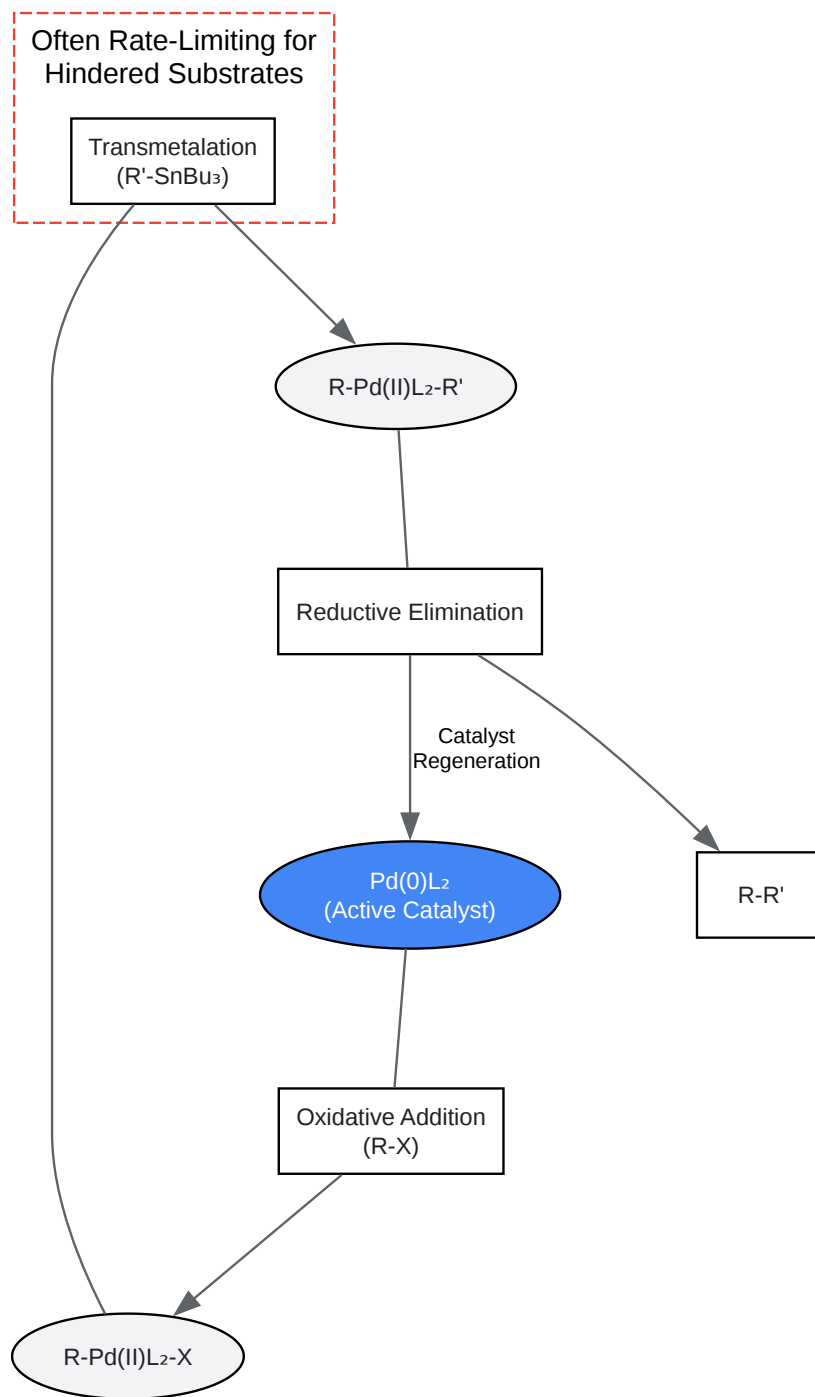 Often Rate-Limiting for
Hindered Substrates
Transmetalation
(R'-SnBu₃)
R-Pd(II)L₂-R'
Reductive Elimination
Catalyst
Regeneration
Pd(0)L₂
(Active Catalyst)
R-R'
Oxidative Addition
(R-X)
R-Pd(II)L₂-X